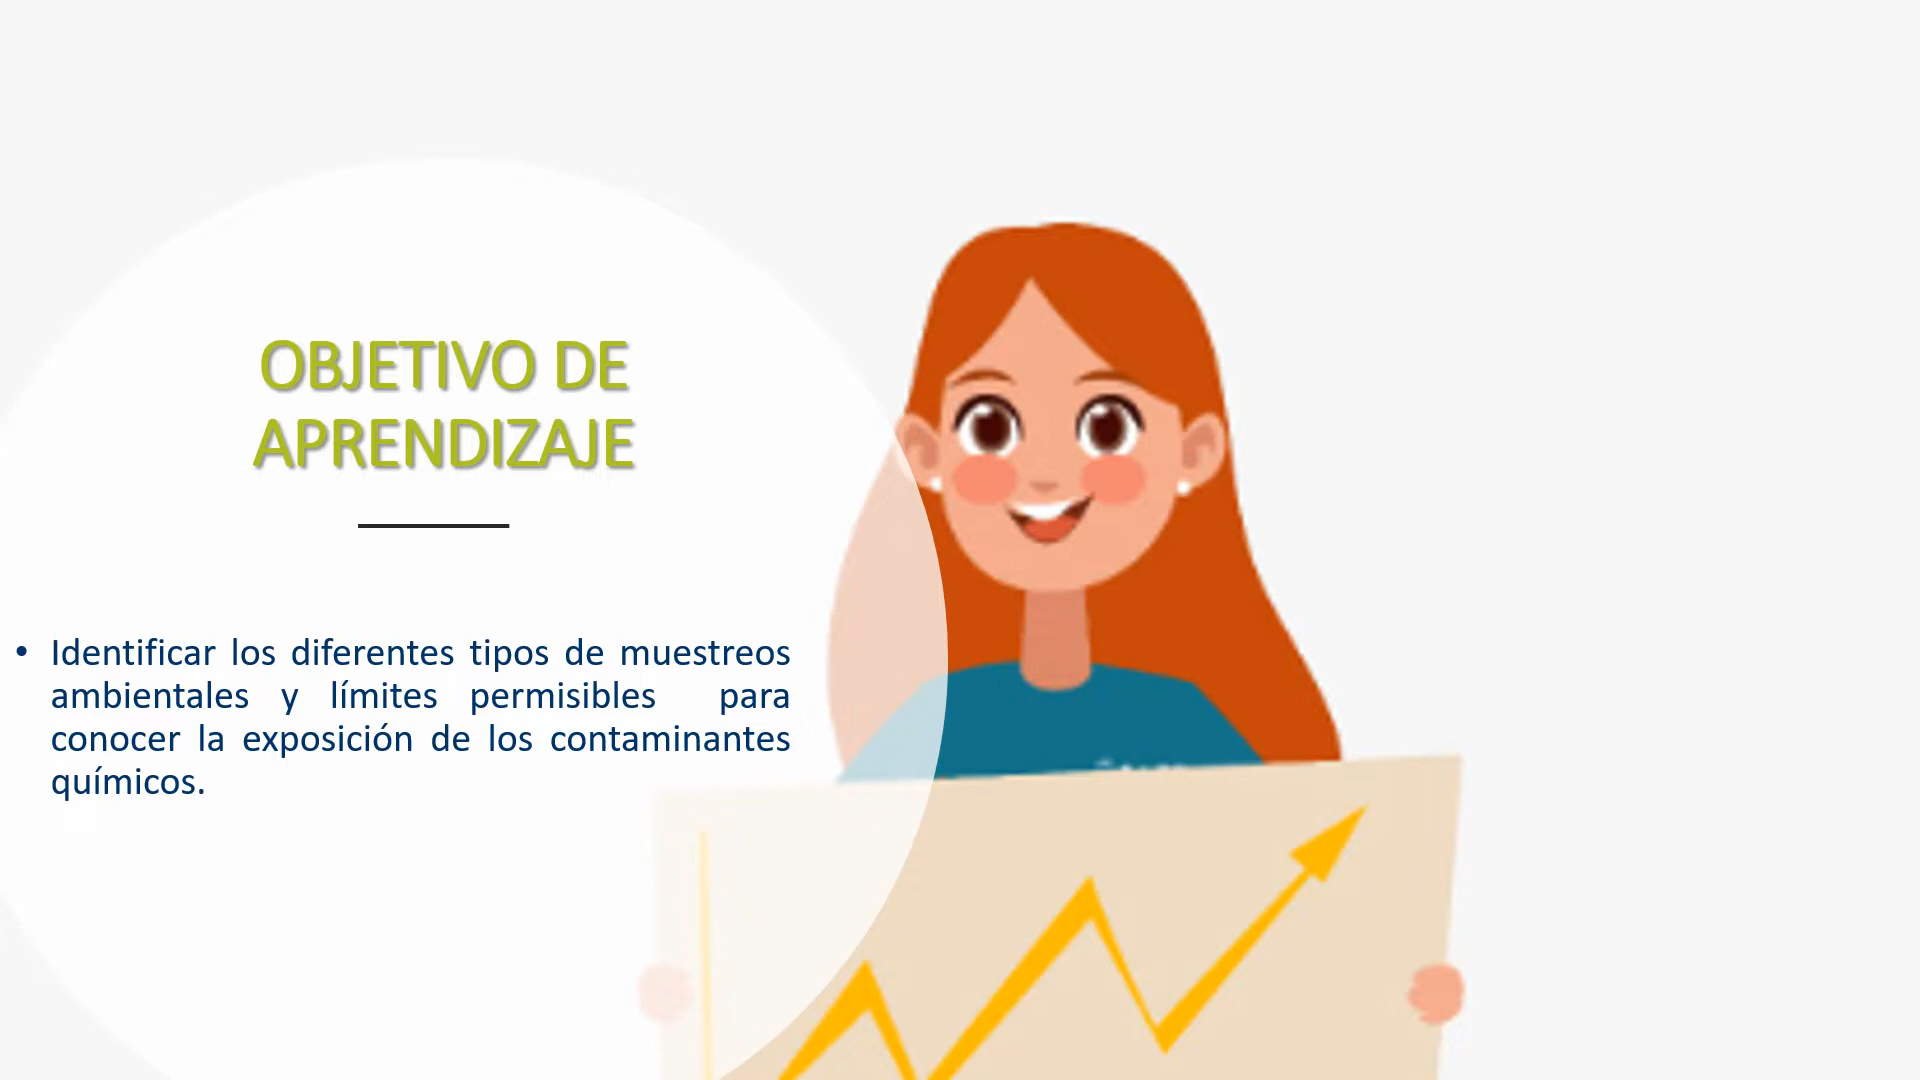 OBJETIVO DE
APRENDIZAJE
• Identificar los diferentes tipos de muestreos
ambientales y límites permisibles para
conocer la exposición de los contaminantes
químicos.